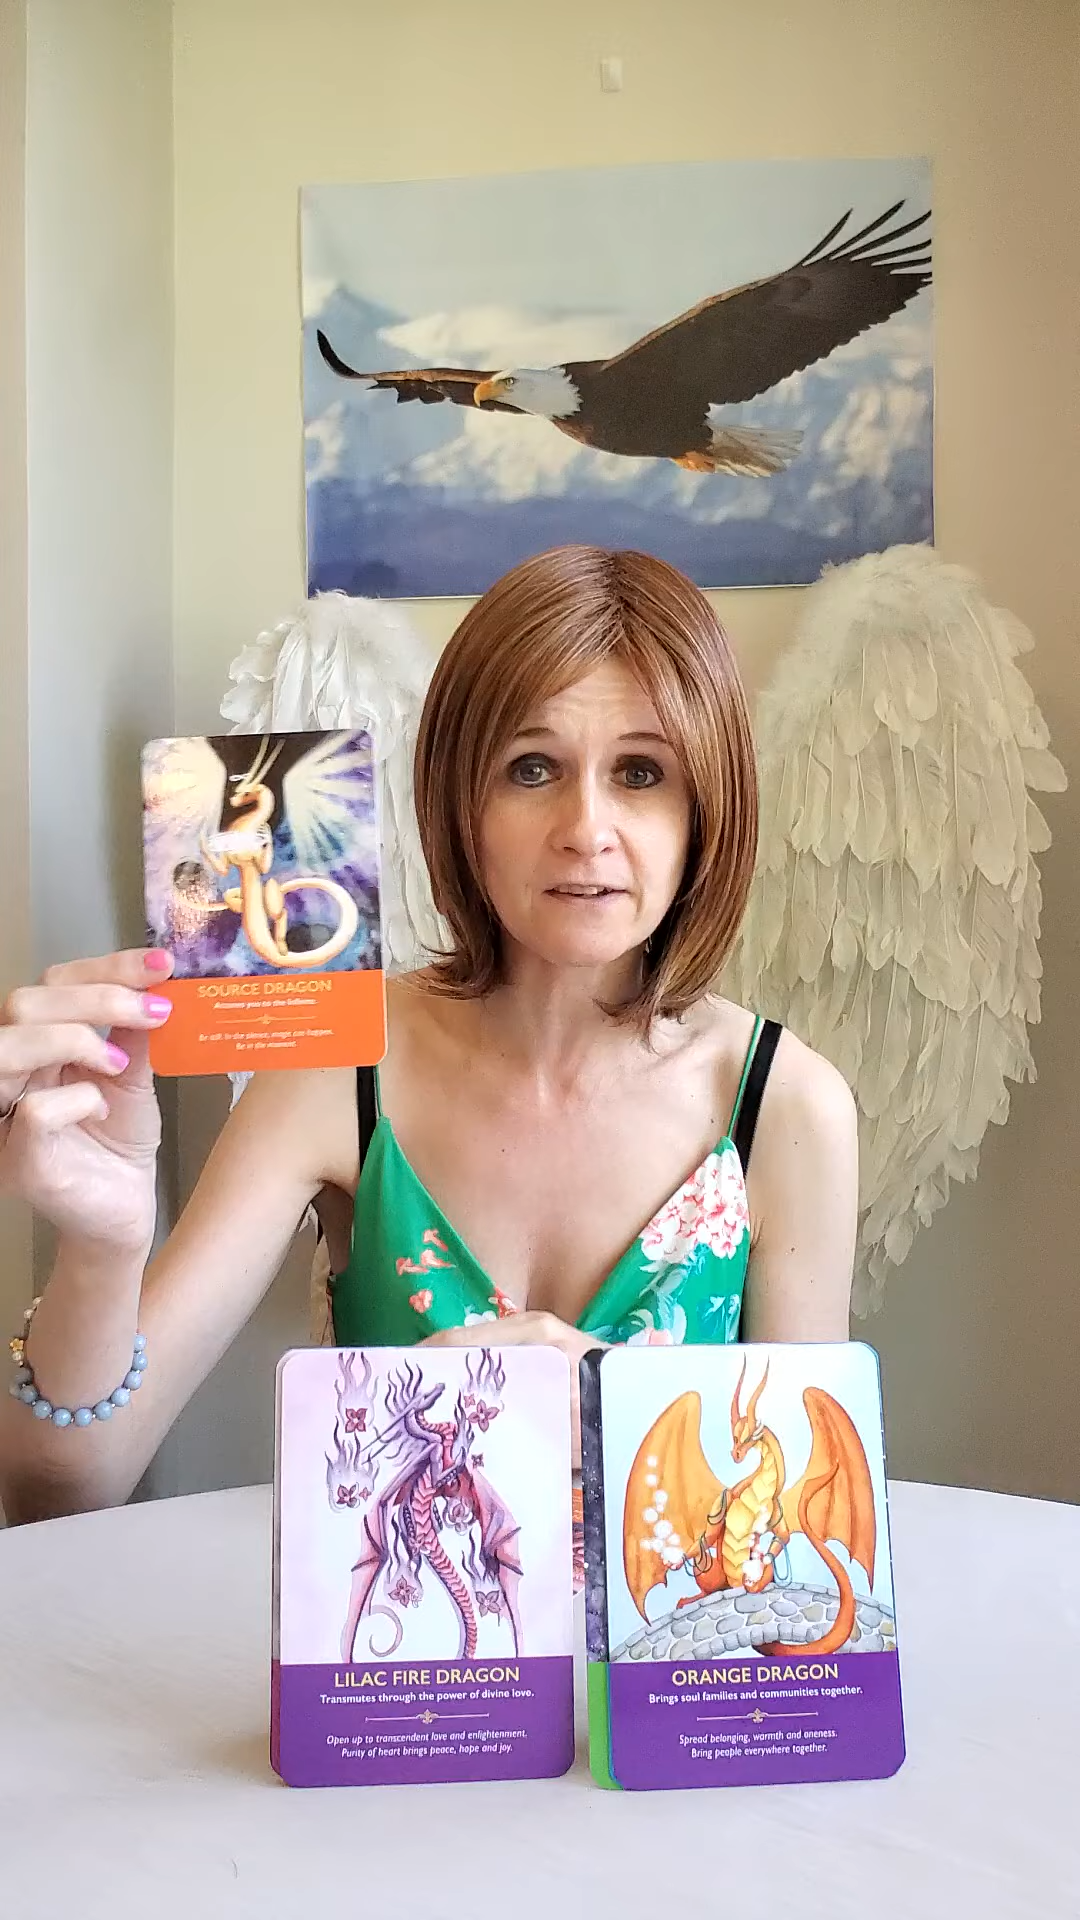 SOURCE DRAGON
Accesses you to the Infinite.
Be still. In the silence, magic can happen.
Be in the moment.
LILAC FIRE DRAGON
Transmutes through the power of divine love.
Open up to transcendent love and enlightenment.
Purity of heart brings peace, hope and joy.
ORANGE DRAGON
Brings soul families and communities together.
Spread belonging, warmth and oneness.
Bring people everywhere together.